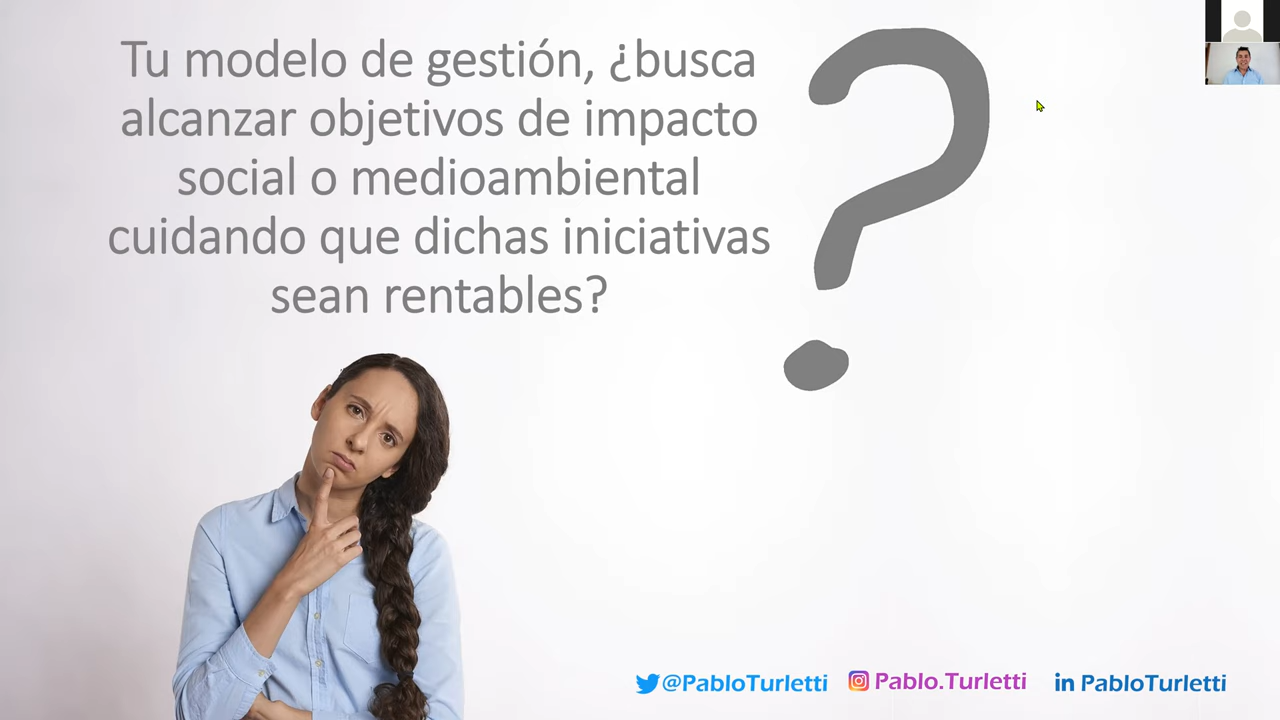 Tu modelo de gestión, ¿busca
alcanzar objetivos de impacto
social o medioambiental
cuidando que dichas iniciativas
sean rentables?
?
@PabloTurletti Pablo.Turletti in PabloTurletti